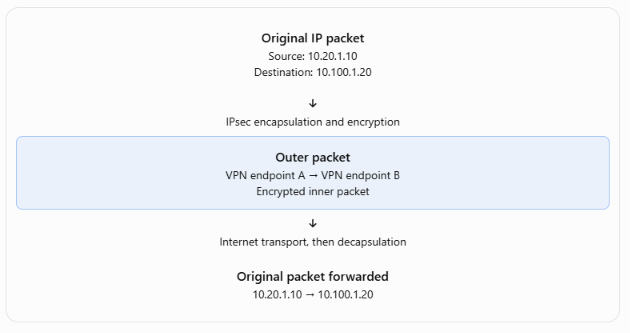 Original IP packet
Source: 10.20.1.10
Destination: 10.100.1.20
↓
IPsec encapsulation and encryption
Outer packet
VPN endpoint A → VPN endpoint B
Encrypted inner packet
↓
Internet transport, then decapsulation
Original packet forwarded
10.20.1.10 → 10.100.1.20